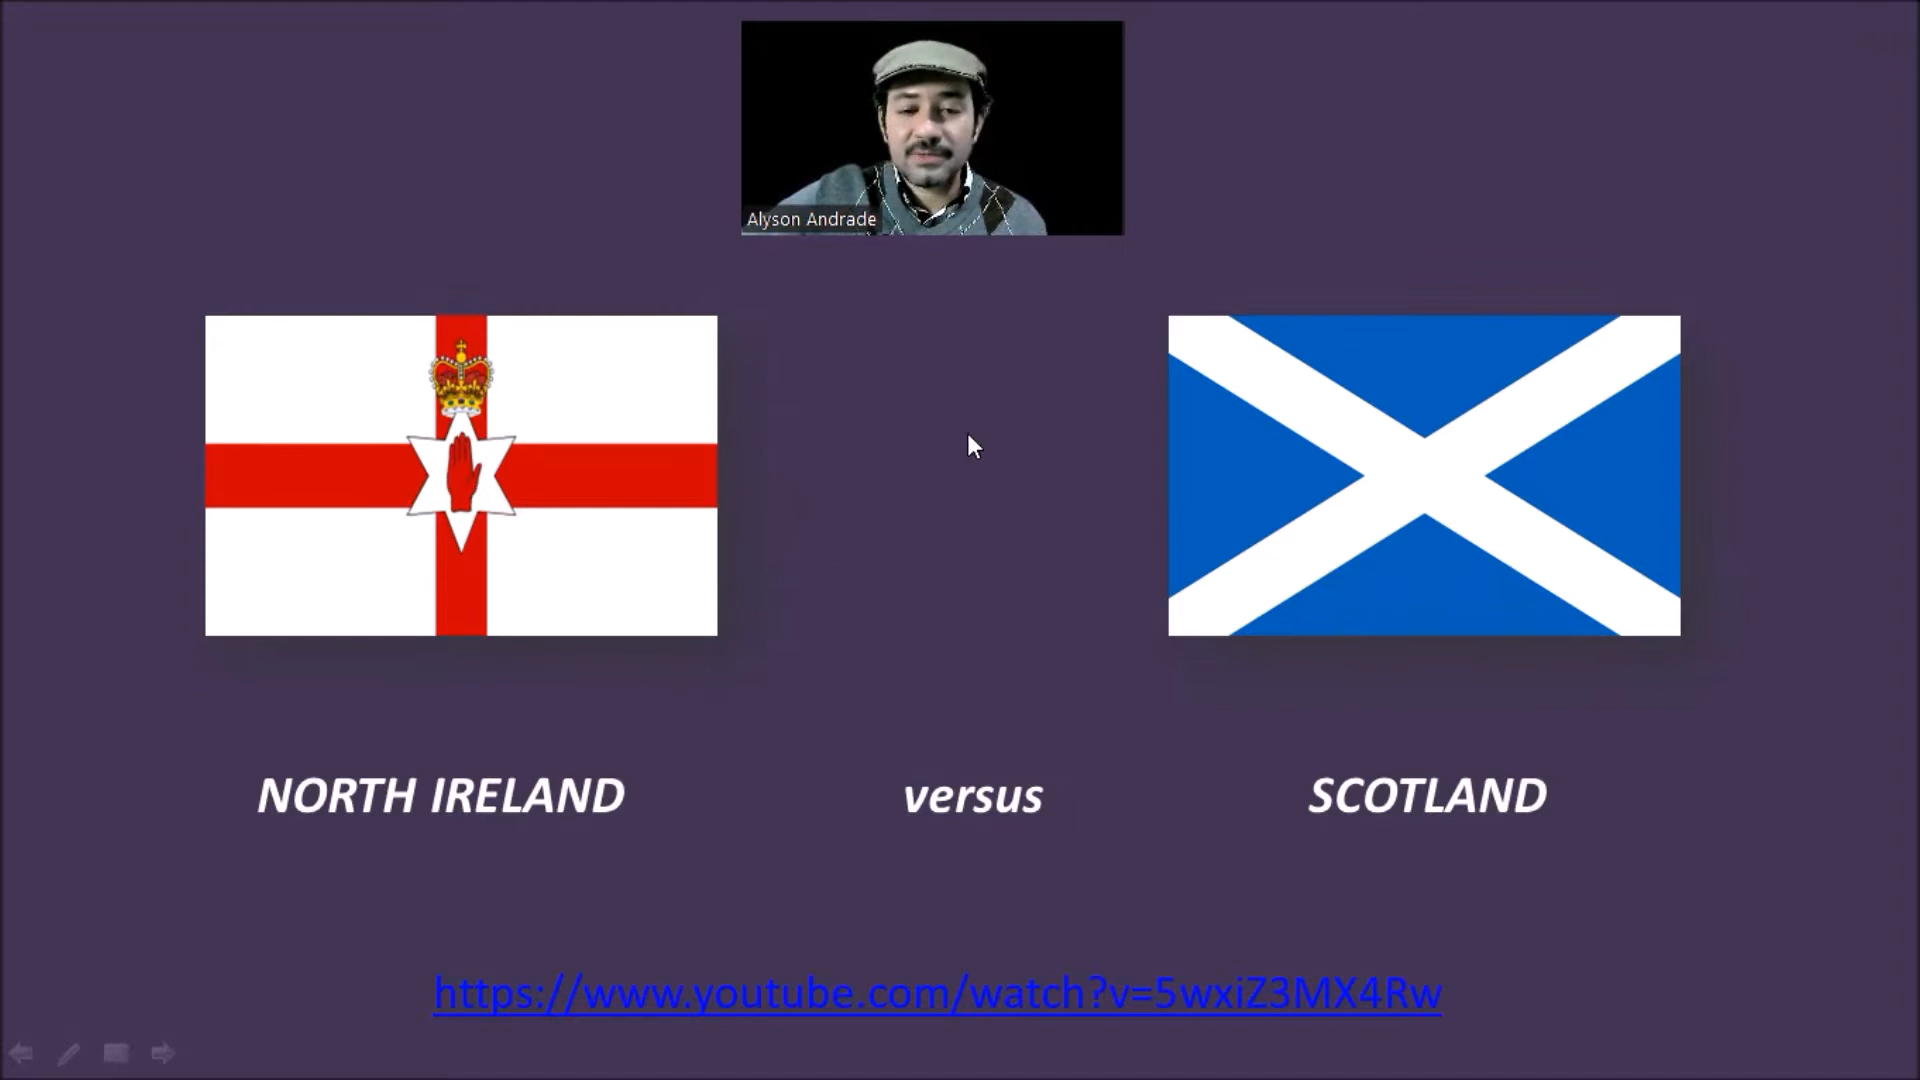 Alyson Andrade
NORTH IRELAND versus SCOTLAND
https://www.youtube.com/watch?v=5wxiZ3MX4Rw